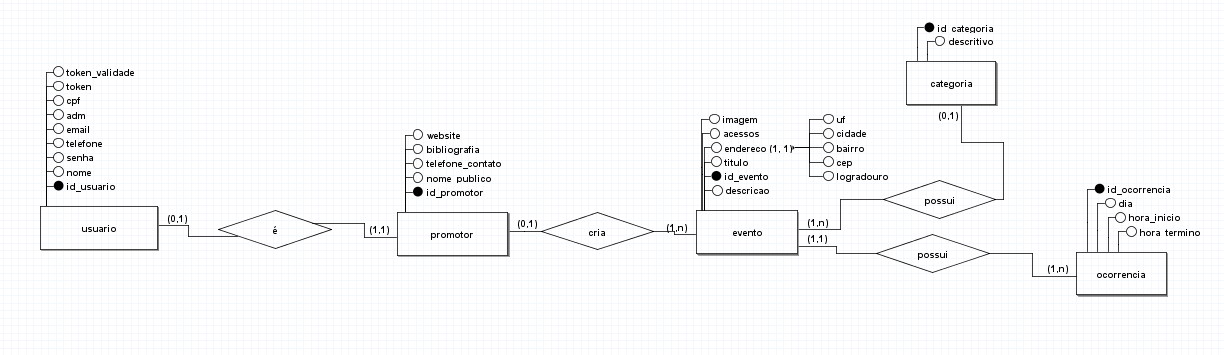 token_validade
token
cpf
adm
email
telefone
senha
nome
id_usuario
usuario
(0,1)
é
(1,1)
website
bibliografia
telefone_contato
nome_publico
id_promotor
promotor
(0,1)
cria
(1,n)
imagem
acessos
endereco (1, 1)
titulo
id_evento
descricao
uf
cidade
bairro
cep
logradouro
evento
(1,n)
(1,1)
possui
possui
id_categoria
descritivo
categoria
(0,1)
id_ocorrencia
dia
hora_inicio
hora_termino
(1,n)
ocorrencia